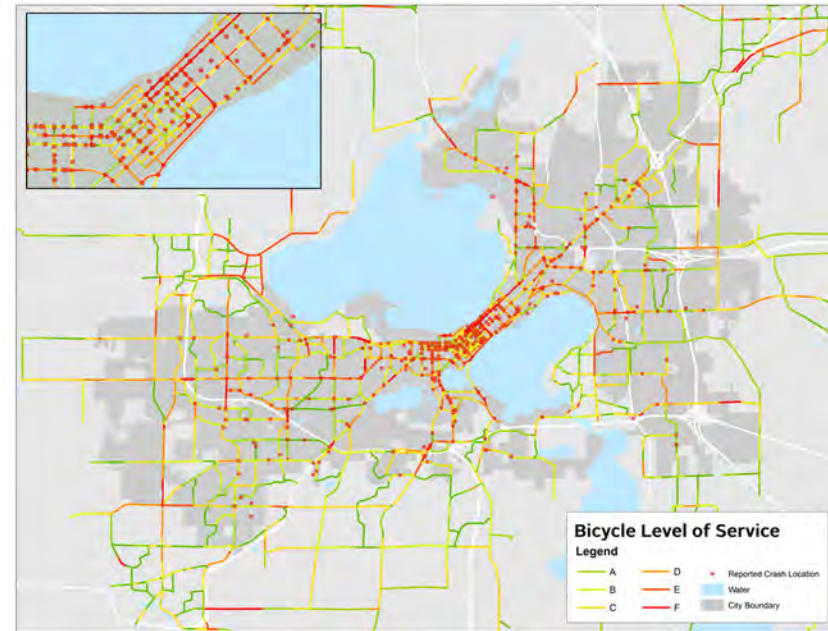 Bicycle Level of Service
Legend
A
B
C
D
E
F
Reported Crash Location
Water
City Boundary